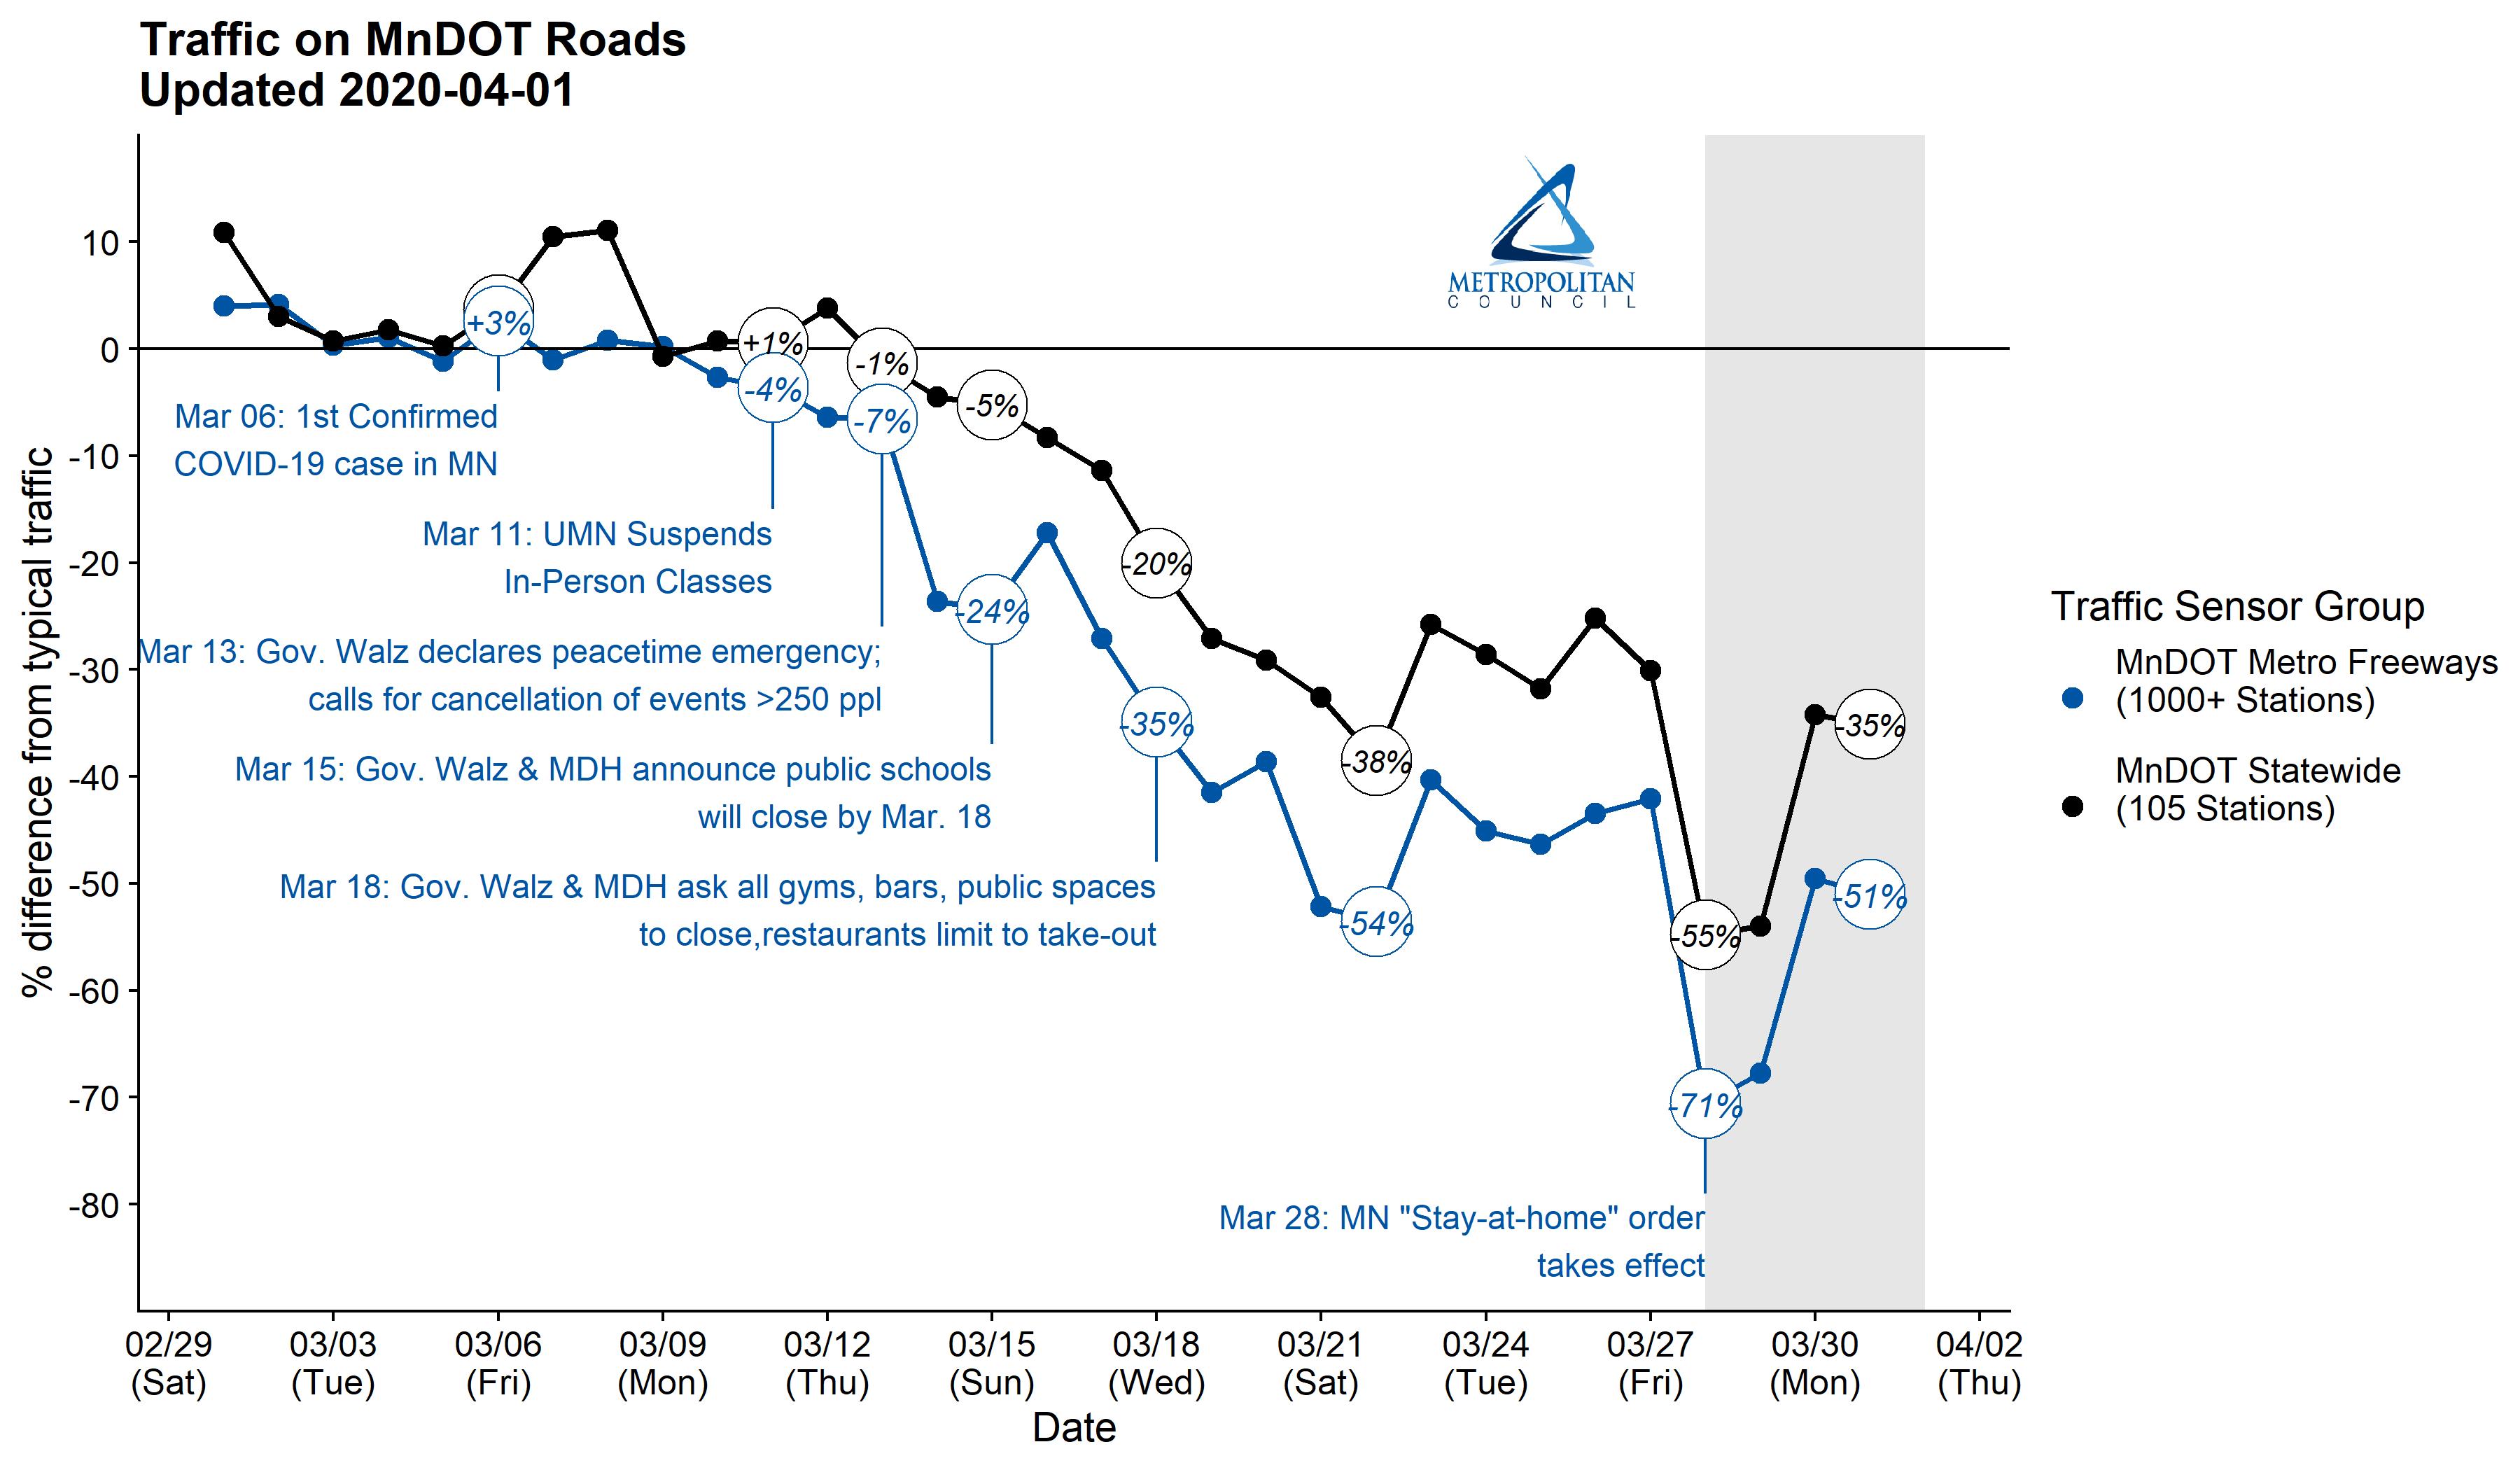 Traffic on MnDOT Roads
Updated 2020-04-01
METROPOLITAN
COUNCIL
% difference from typical traffic
10
0
-10
-20
-30
-40
-50
-60
-70
-80
+3%
+1%
-4%
-1%
-7%
-5%
-24%
-20%
-35%
-38%
-54%
-55%
-71%
-35%
-51%
Mar 06: 1st Confirmed
COVID-19 case in MN
Mar 11: UMN Suspends
In-Person Classes
Mar 13: Gov. Walz declares peacetime emergency;
calls for cancellation of events >250 ppl
Mar 15: Gov. Walz & MDH announce public schools
will close by Mar. 18
Mar 18: Gov. Walz & MDH ask all gyms, bars, public spaces
to close,restaurants limit to take-out
Mar 28: MN "Stay-at-home" order
takes effect
Traffic Sensor Group
MnDOT Metro Freeways
(1000+ Stations)
MnDOT Statewide
(105 Stations)
02/29 03/03 03/06 03/09 03/12 03/15 03/18 03/21 03/24 03/27 03/30 04/02
(Sat) (Tue) (Fri) (Mon) (Thu) (Sun) (Wed) (Sat) (Tue) (Fri) (Mon) (Thu)
Date